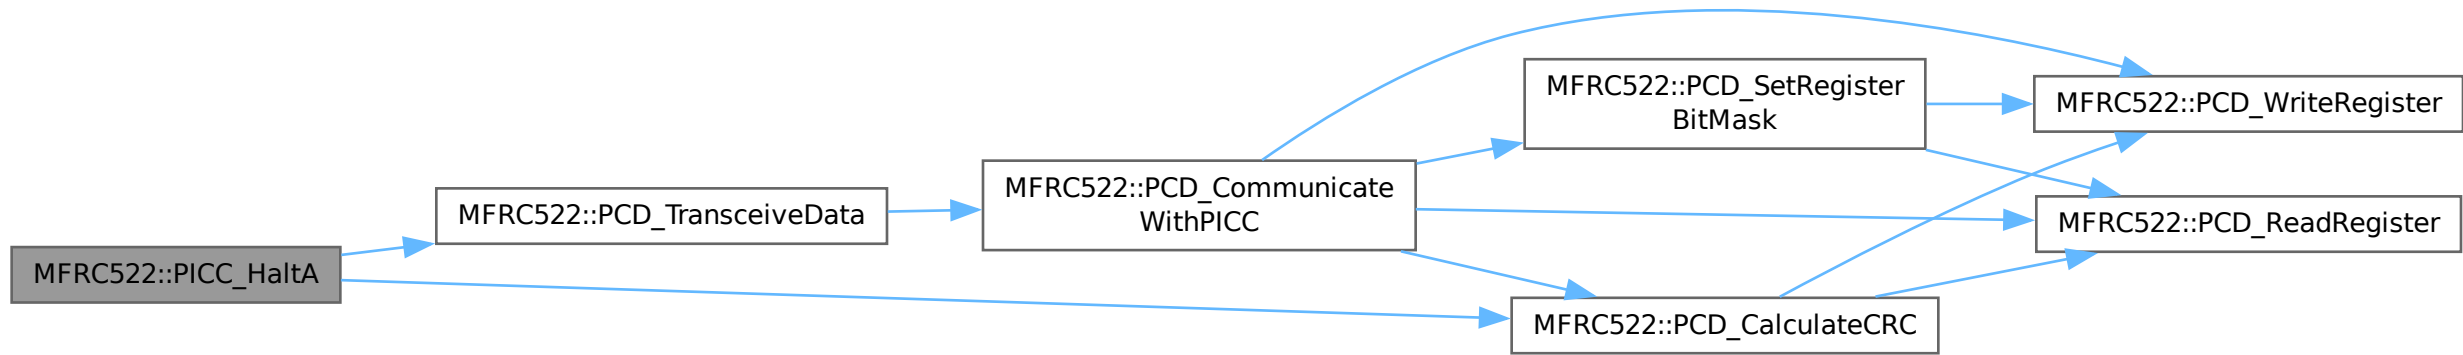 MFRC522::PICC_HaltA
MFRC522::PCD_TransceiveData
MFRC522::PCD_Communicate
WithPICC
MFRC522::PCD_SetRegister
BitMask
MFRC522::PCD_CalculateCRC
MFRC522::PCD_WriteRegister
MFRC522::PCD_ReadRegister